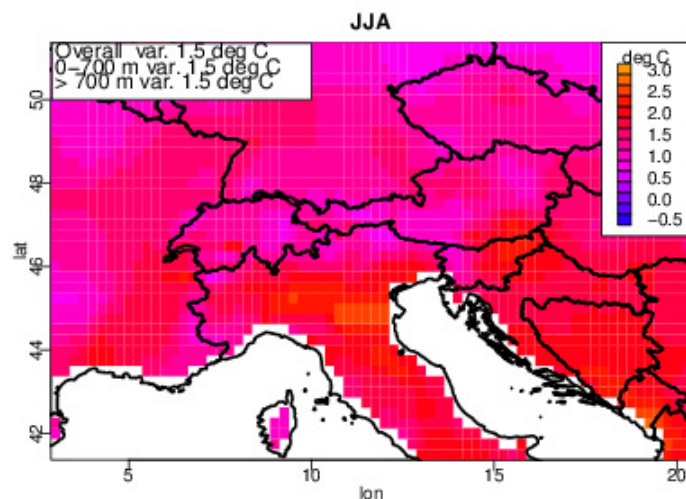 JJA
Overall var. 1.5 deg C
0−700 m var. 1.5 deg C
> 700 m var. 1.5 deg C
deg C
3.0
2.5
2.0
1.5
1.0
0.5
0.0
−0.5
50
48
46
44
42
lat
5
10
15
20
lon